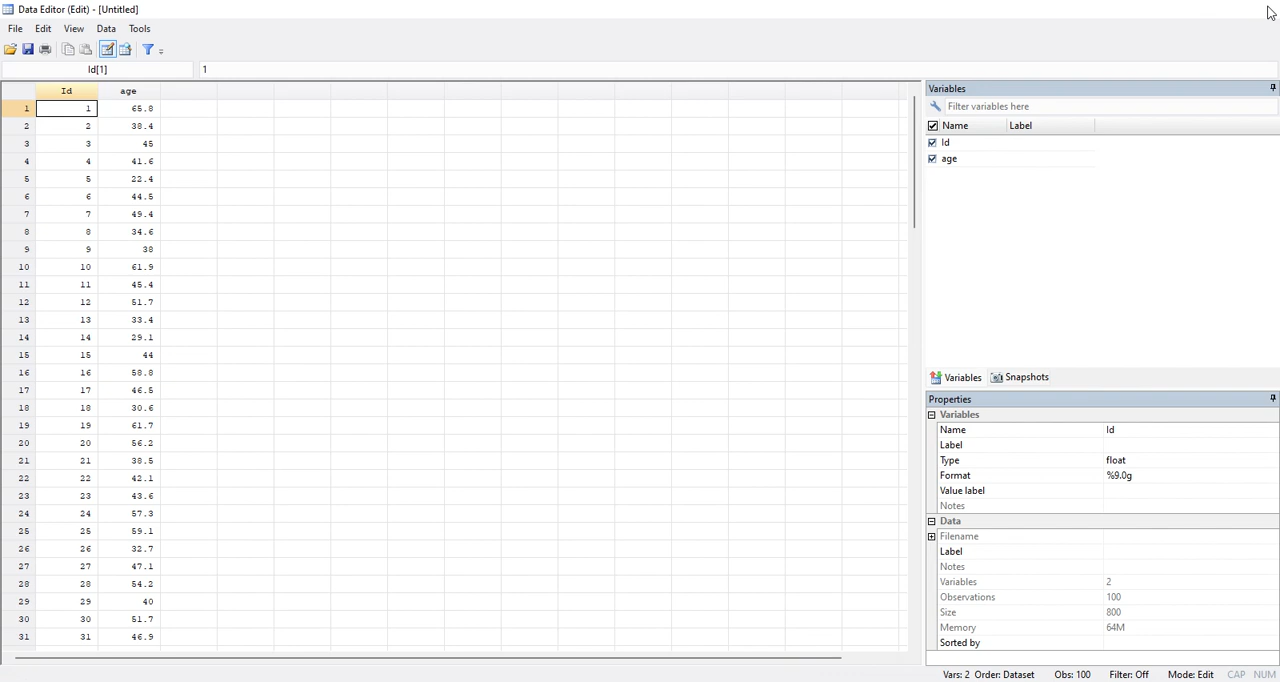 Data Editor (Edit) - [Untitled]
File Edit View Data Tools
Id[1] 1
Id age
1 1 65.8
2 2 38.4
3 3 45
4 4 41.6
5 5 22.4
6 6 44.5
7 7 49.4
8 8 34.6
9 9 38
10 10 61.9
11 11 45.4
12 12 51.7
13 13 33.4
14 14 29.1
15 15 44
16 16 58.8
17 17 46.5
18 18 30.6
19 19 61.7
20 20 56.2
21 21 38.5
22 22 42.1
23 23 43.6
24 24 57.3
25 25 59.1
26 26 32.7
27 27 47.1
28 28 54.2
29 29 40
30 30 51.7
31 31 46.9
Variables
Filter variables here
Name Label
Id
age
Variables Snapshots
Properties
Variables
Name Id
Label
Type float
Format %9.0g
Value label
Notes
Data
Filename
Label
Notes
Variables 2
Observations 100
Size 800
Memory 64M
Sorted by
Vars: 2 Order: Dataset Obs: 100 Filter: Off Mode: Edit CAP NUM